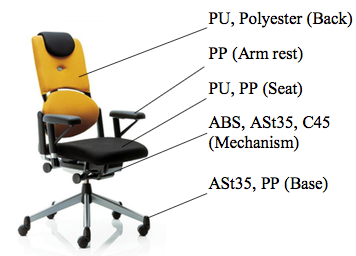 PU, Polyester (Back)
PP (Arm rest)
PU, PP (Seat)
ABS, ASt35, C45
(Mechanism)
ASt35, PP (Base)